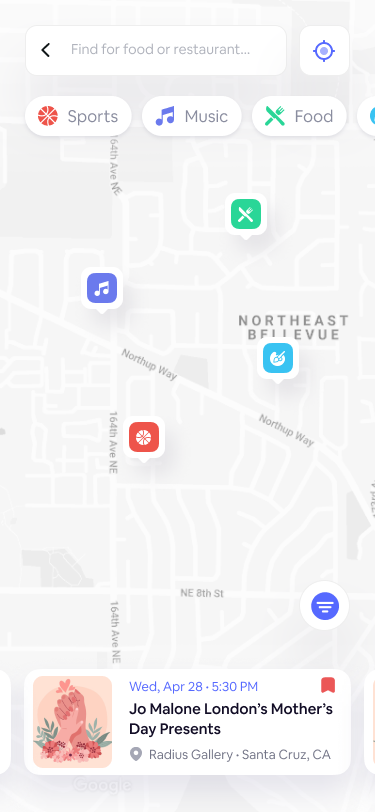 Find for food or restaurant...
Sports
Music
Food
164th Ave NE
NORTHEAST
BELLEVUE
Northup Way
Northup Way
164th Ave NE
NE 8th St
164th Ave NE
Wed, Apr 28 • 5:30 PM
Jo Malone London’s Mother’s
Day Presents
Radius Gallery • Santa Cruz, CA
Google